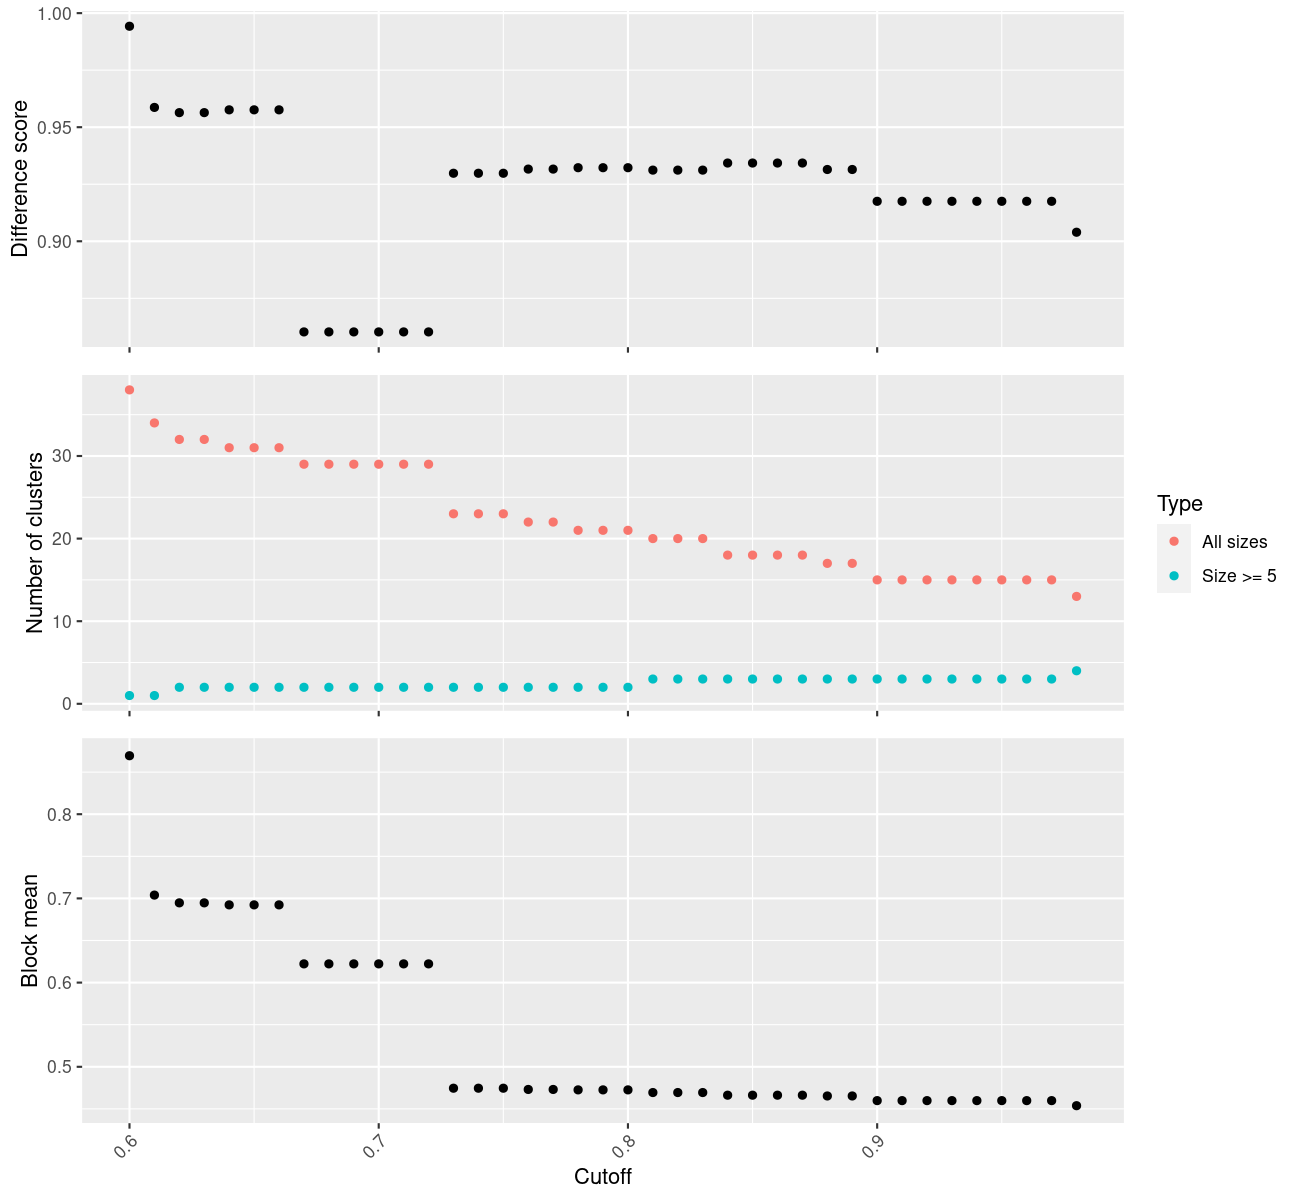 1.00
0.95
0.90
Difference score
30
20
10
0
Number of clusters
Type
All sizes
Size >= 5
0.8
0.7
0.6
0.5
Block mean
0.6
0.7
0.8
0.9
Cutoff